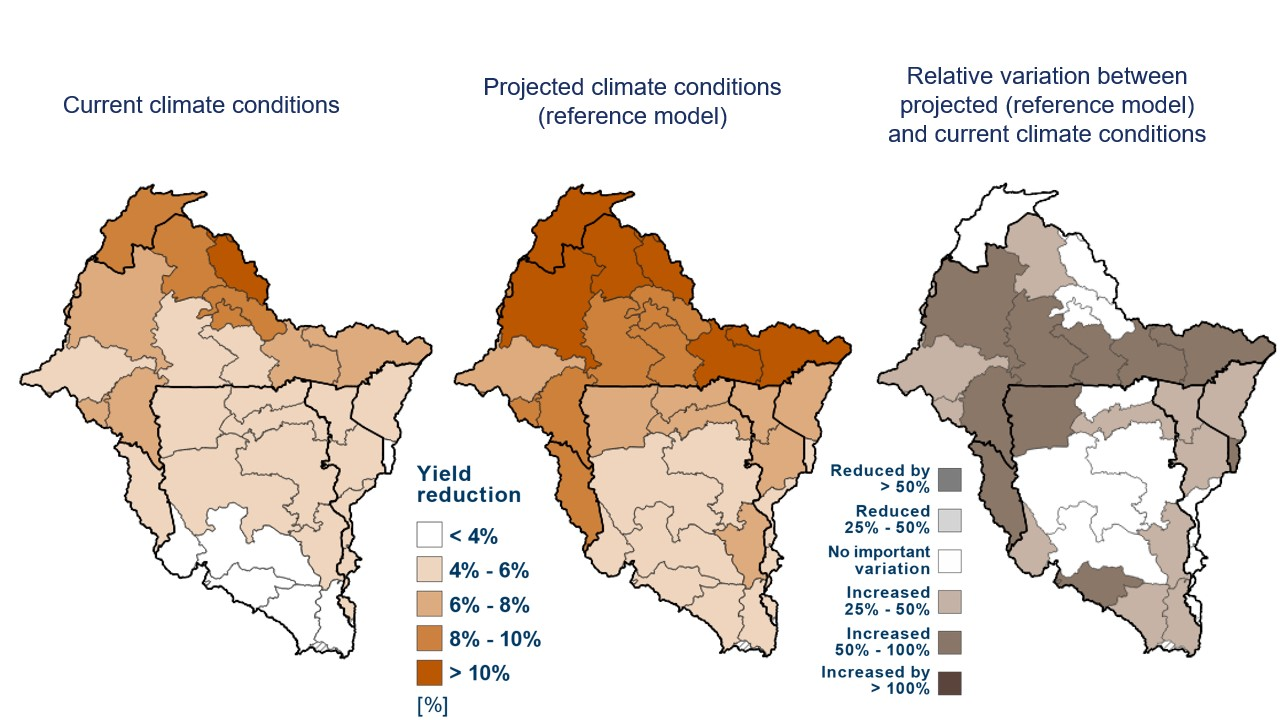 Current climate conditions
Projected climate conditions
(reference model)
Relative variation between
projected (reference model)
and current climate conditions
Yield
reduction
< 4%
4% - 6%
6% - 8%
8% - 10%
> 10%
[%]
Reduced by
> 50%
Reduced
25% - 50%
No important
variation
Increased
25% - 50%
Increased
50% - 100%
Increased by
> 100%